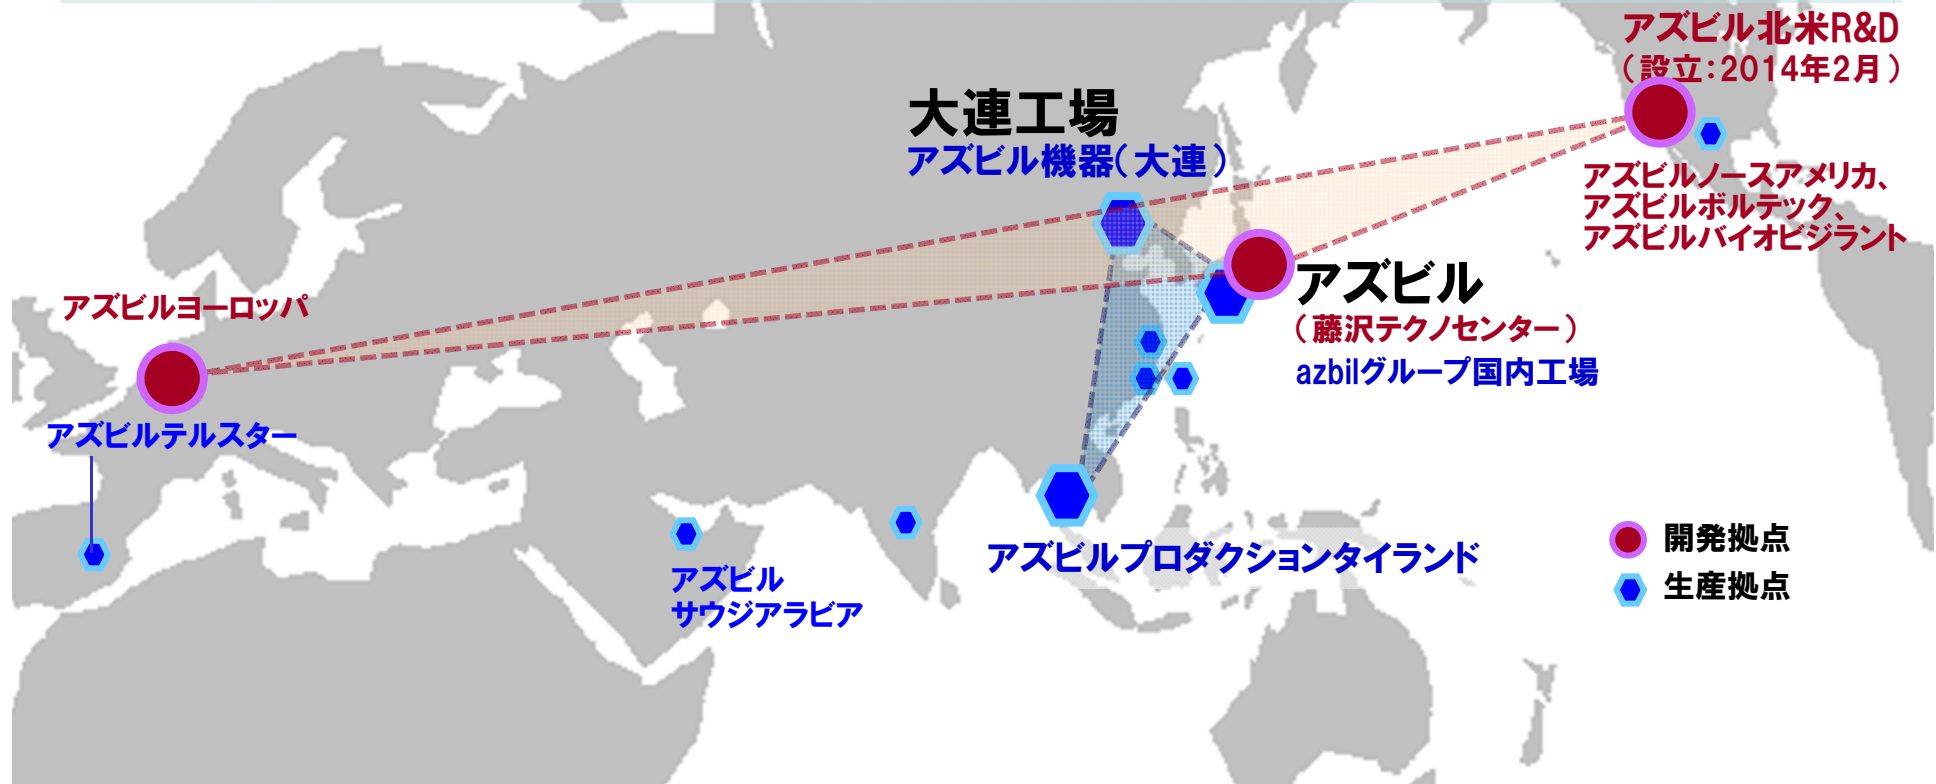 アズビル北米R&D
（設立：2014年2月）
大連工場
アズビル機器（大連）
アズビルノースアメリカ、
アズビルボルテック、
アズビルバイオビジラント
アズビル
（藤沢テクノセンター）
azbilグループ国内工場
アズビルヨーロッパ
アズビルテルスター
アズビルプロダクションタイランド
アズビル
サウジアラビア
開発拠点
生産拠点